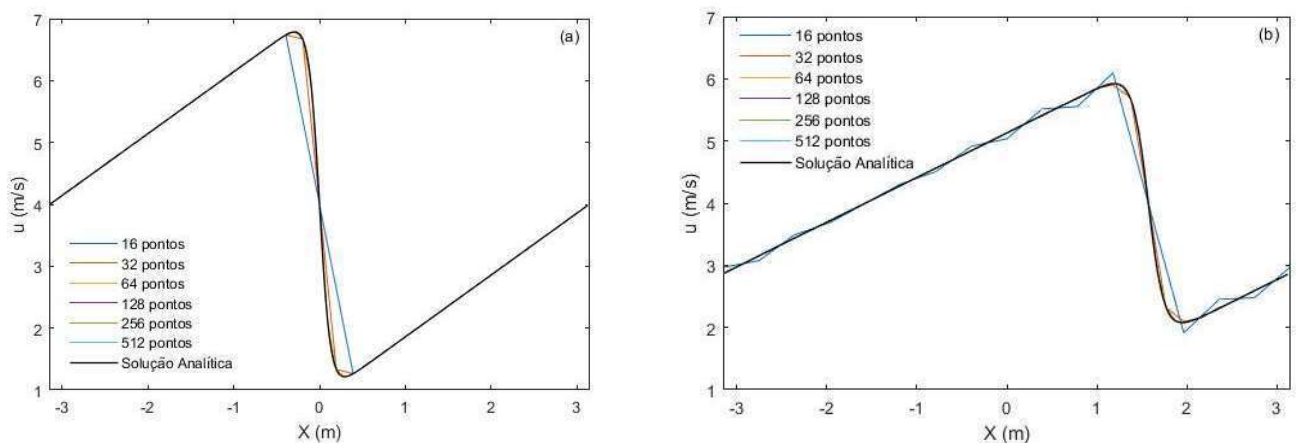 (a)
7
6
5
4
3
2
1
u (m/s)
16 pontos
32 pontos
64 pontos
128 pontos
256 pontos
512 pontos
Solução Analítica
-3 -2 -1 0 1 2 3
X (m)
(b)
7
6
5
4
3
2
1
u (m/s)
16 pontos
32 pontos
64 pontos
128 pontos
256 pontos
512 pontos
Solução Analítica
-3 -2 -1 0 1 2 3
X (m)